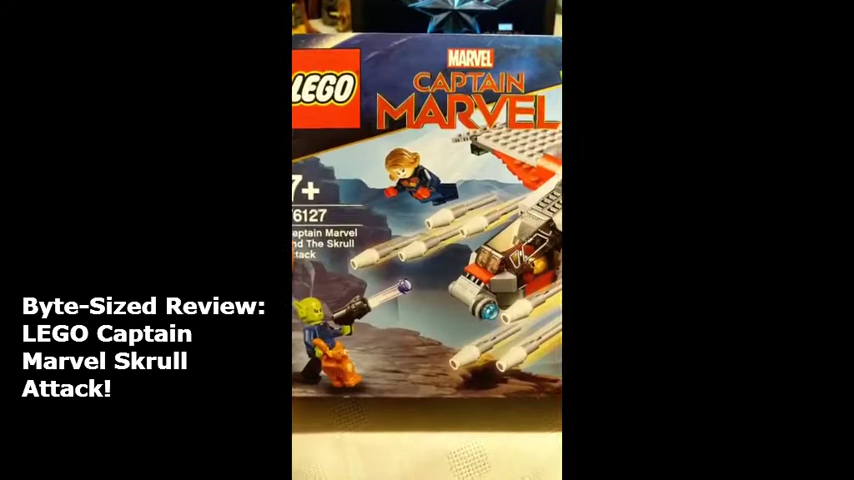 Byte-Sized Review:
LEGO Captain
Marvel Skrull
Attack!
LEGO
MARVEL
CAPTAIN
MARVEL
7+
6127
aptain Marvel
nd The Skrull
ttack